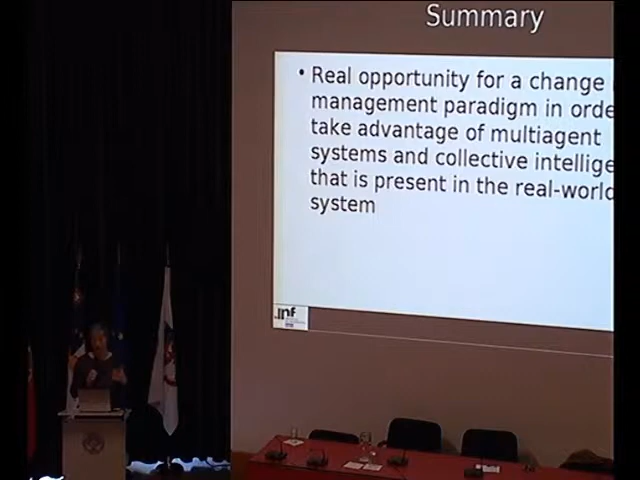 Summary
• Real opportunity for a change
management paradigm in orde
take advantage of multiagent
systems and collective intellige
that is present in the real-world
system
.inf